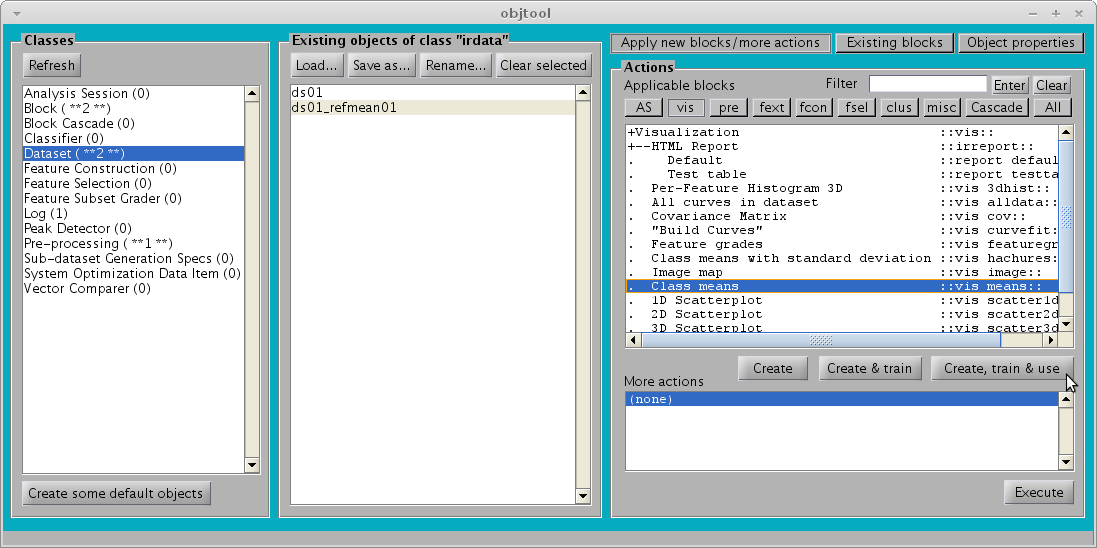 objtool
Classes
Refresh
Analysis Session (0)
Block ( **2 **)
Block Cascade (0)
Classifier (0)
Dataset ( **2 **)
Feature Construction (0)
Feature Selection (0)
Feature Subset Grader (0)
Log (1)
Peak Detector (0)
Pre-processing ( **1 **)
Sub-dataset Generation Specs (0)
System Optimization Data Item (0)
Vector Comparer (0)
Create some default objects
Existing objects of class "irdata"
Load... Save as... Rename... Clear selected
ds01
ds01_refmean01
Apply new blocks/more actions Existing blocks Object properties
Actions
Applicable blocks Filter Enter Clear
AS vis pre fext fcon fsel clus misc Cascade All
+Visualization ::vis::
+--HTML Report ::irreport::
. Default ::report defaul
. Test table ::report testta
. Per-Feature Histogram 3D ::vis 3dhist::
. All curves in dataset ::vis alldata::
. Covariance Matrix ::vis cov::
. "Build Curves" ::vis curvefit:
. Feature grades ::vis featuregr
. Class means with standard deviation ::vis hachures:
. Image map ::vis image::
. Class means ::vis means::
. 1D Scatterplot ::vis scatter1d
. 2D Scatterplot ::vis scatter2d
. 3D Scatterplot ::vis scatter3d
Create Create & train Create, train & use
More actions
(none)
Execute